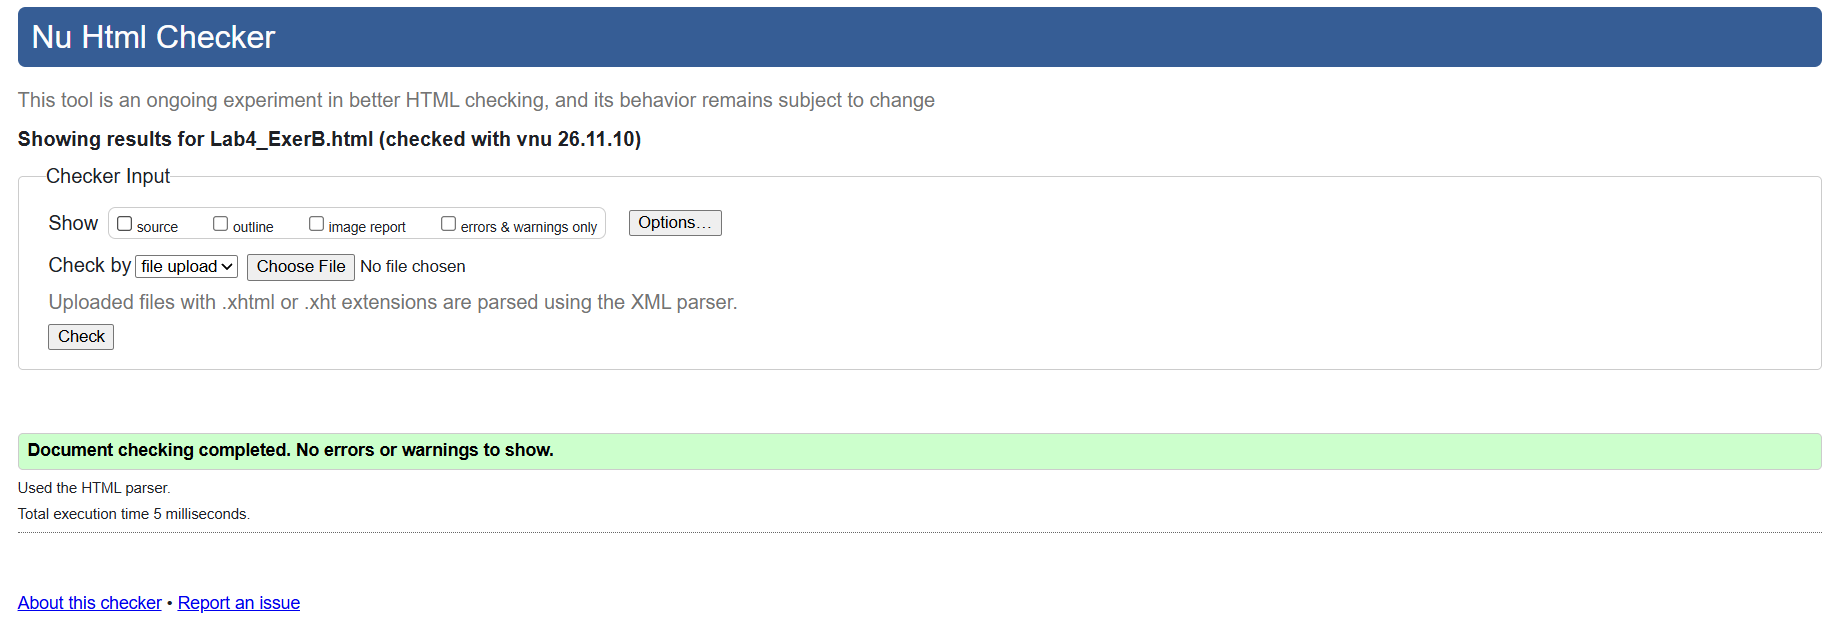 Nu Html Checker
This tool is an ongoing experiment in better HTML checking, and its behavior remains subject to change
Showing results for Lab4_ExerB.html (checked with vnu 26.11.10)
Checker Input
Show source outline image report errors & warnings only Options...
Check by file upload Choose File No file chosen
Uploaded files with .xhtml or .xht extensions are parsed using the XML parser.
Check
Document checking completed. No errors or warnings to show.
Used the HTML parser.
Total execution time 5 milliseconds.
About this checker • Report an issue